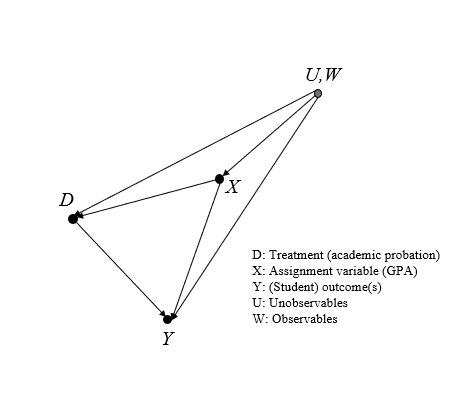 U,W
X
D
D: Treatment (academic probation)
X: Assignment variable (GPA)
Y: (Student) outcome(s)
U: Unobservables
W: Observables
Y